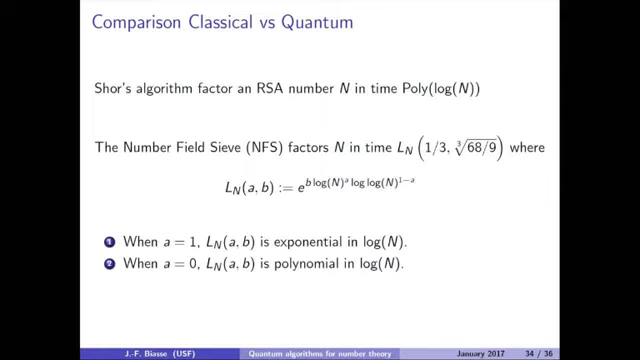 Comparison Classical vs Quantum
Shor's algorithm factor an RSA number N in time Poly(log(N))
The Number Field Sieve (NFS) factors N in time L_N (1/3, ∛68/9) where
L_N(a, b) := e^{b log(N)^a log log(N)^{1−a}}
1 When a = 1, L_N(a, b) is exponential in log(N).
2 When a = 0, L_N(a, b) is polynomial in log(N).
J.-F. Biasse (USF) Quantum algorithms for number theory January 2017 34 / 36